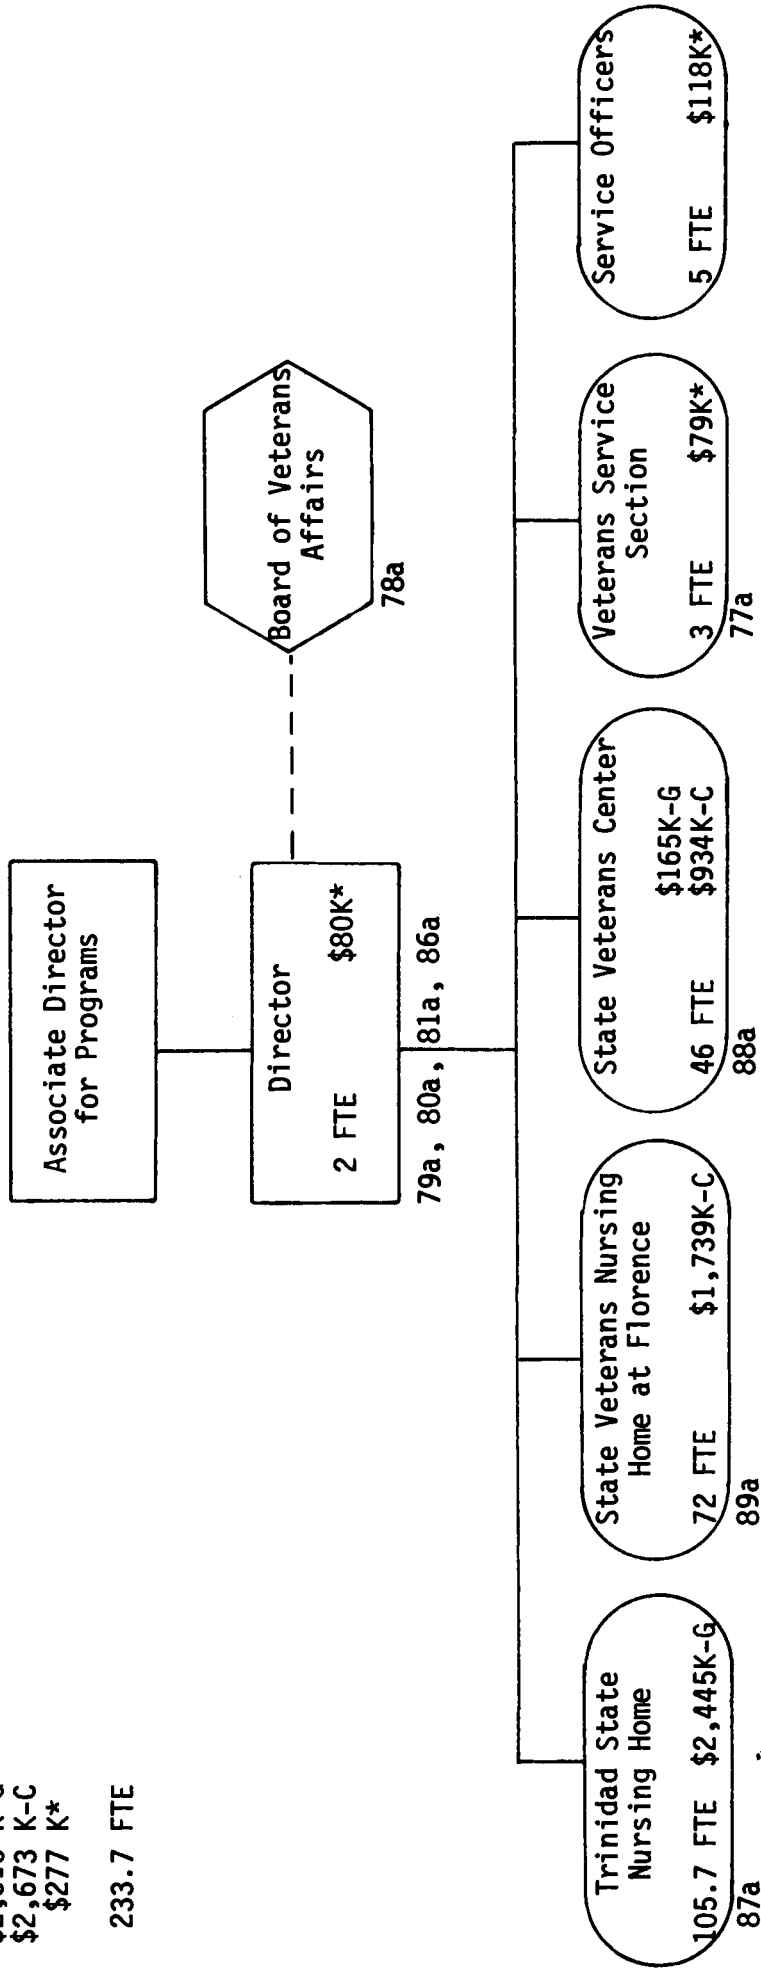 $2,673 K-C
$277 K*
233.7 FTE
Associate Director
for Programs
Director
2 FTE $80K*
79a, 80a, 81a, 86a
Board of Veterans
Affairs
78a
Trinidad State
Nursing Home
105.7 FTE $2,445K-G
87a
State Veterans Nursing
Home at Florence
72 FTE $1,739K-C
89a
State Veterans Center
$165K-G
46 FTE $934K-C
88a
Veterans Service
Section
3 FTE $79K*
77a
Service Officers
5 FTE $118K*